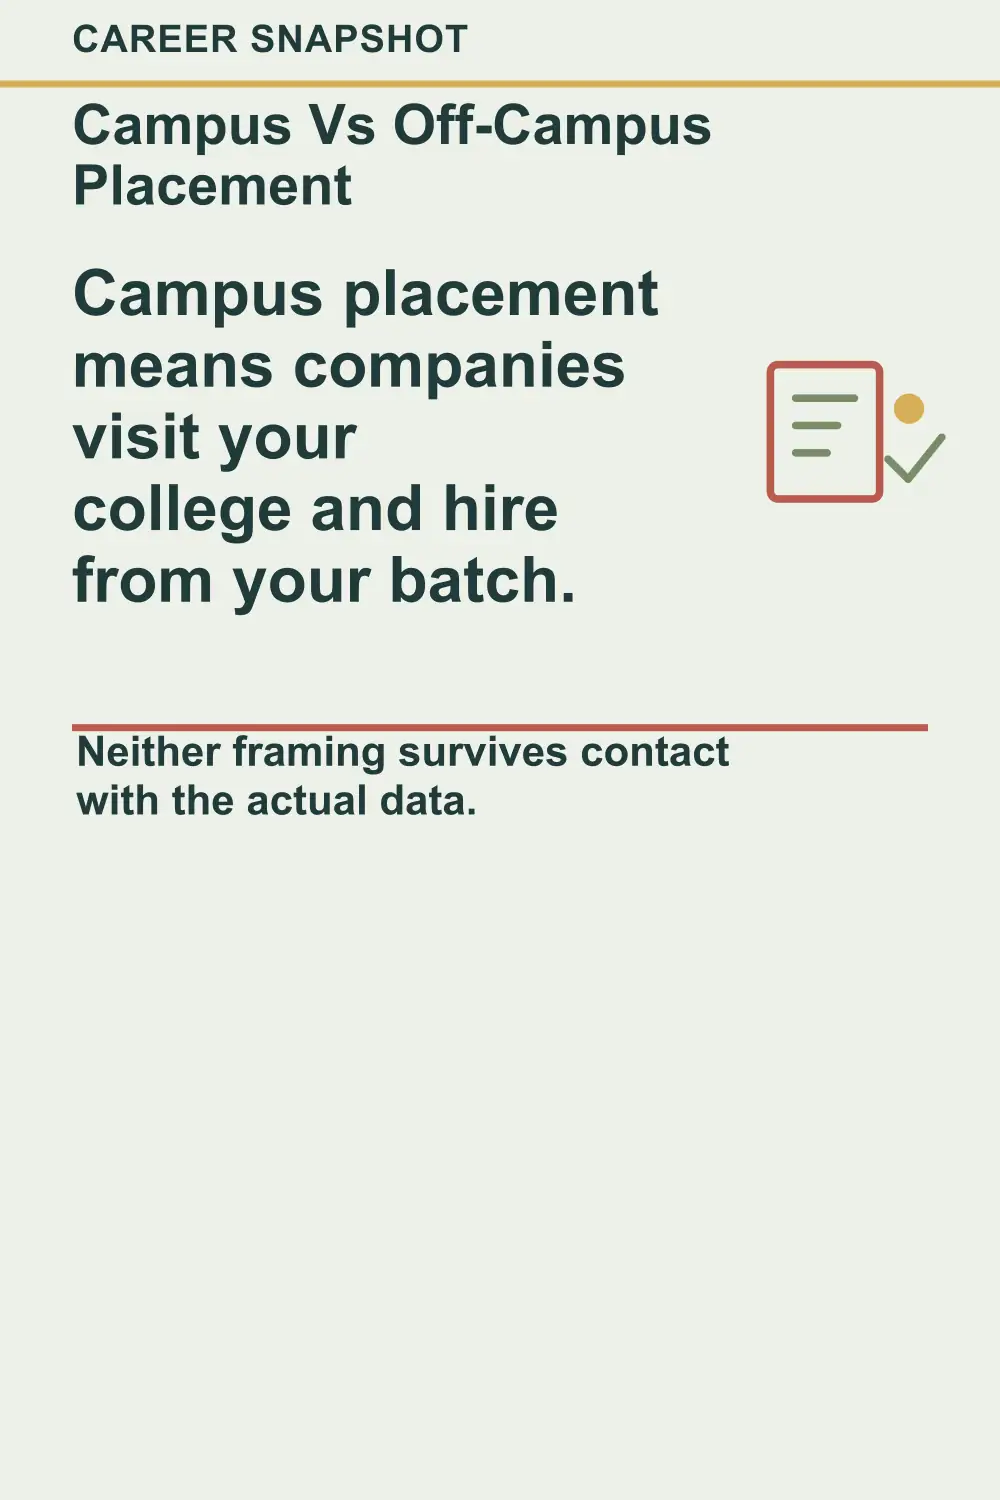 CAREER SNAPSHOT
Campus Vs Off-Campus
Placement
Campus placement
means companies
visit your
college and hire
from your batch.
Neither framing survives contact
with the actual data.